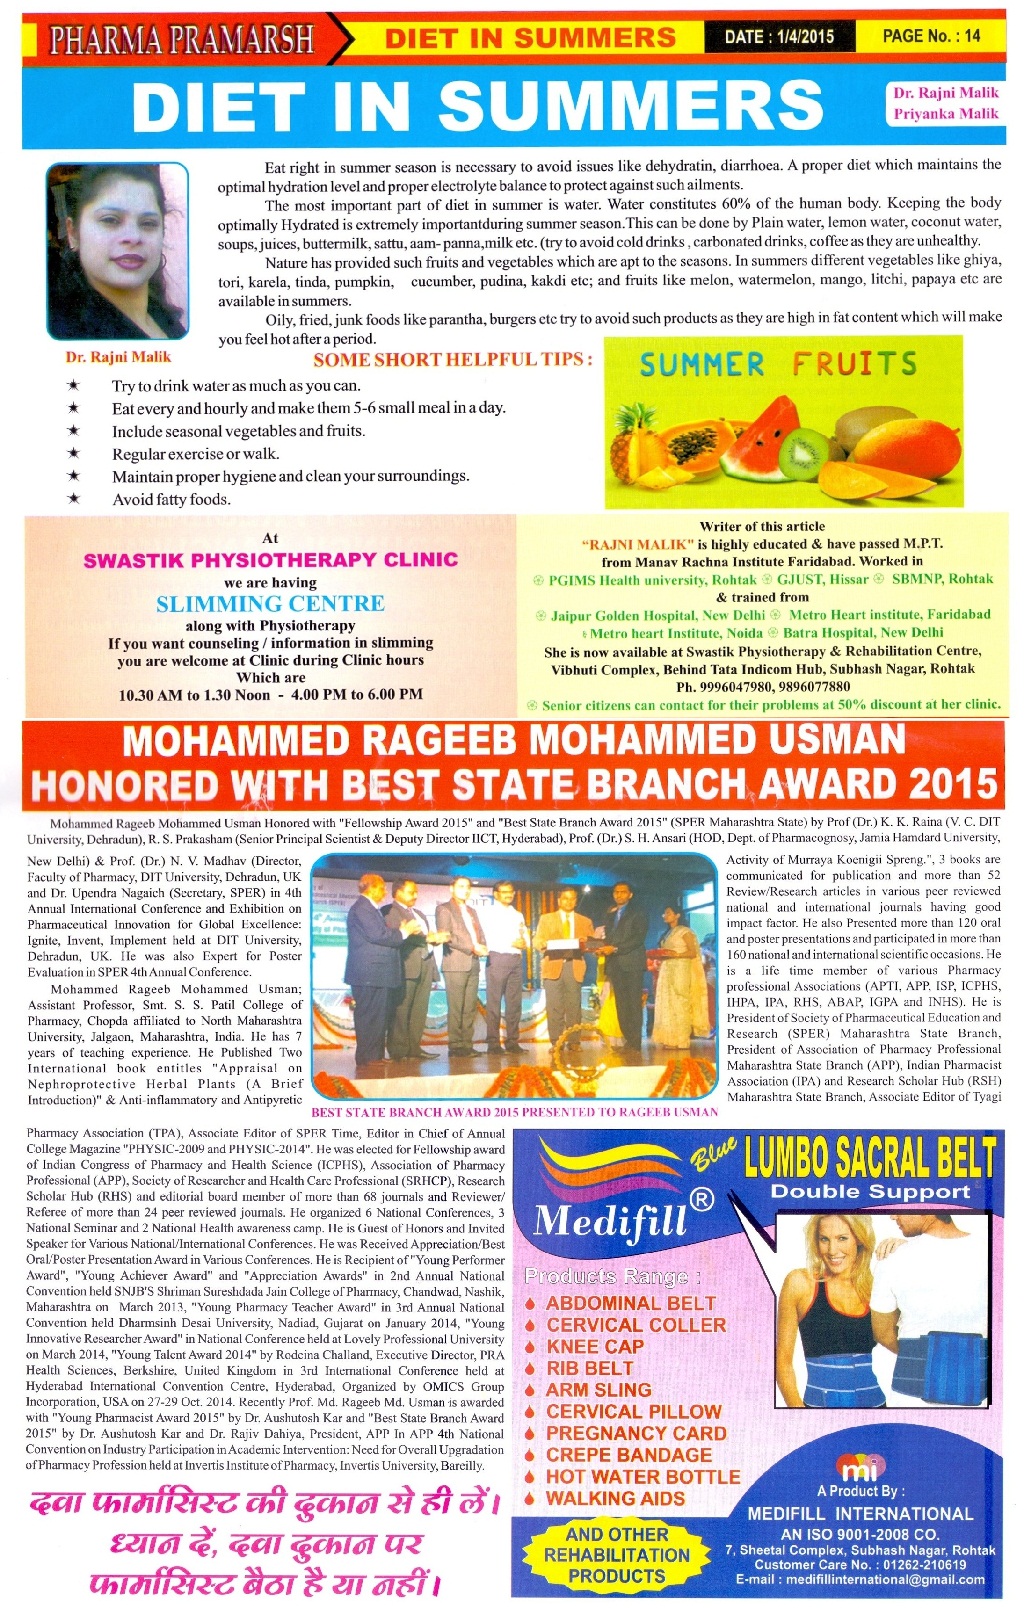 PHARMA PRAMARSH
DIET IN SUMMERS
DATE : 1/4/2015
PAGE No. : 14
DIET IN SUMMERS
Dr. Rajni Malik
Priyanka Malik
Eat right in summer season is necessary to avoid issues like dehydratin, diarrhoea. A proper diet which maintains the
optimal hydration level and proper electrolyte balance to protect against such ailments.
The most important part of diet in summer is water. Water constitutes 60% of the human body. Keeping the body
optimally Hydrated is extremely importantduring summer season.This can be done by Plain water, lemon water, coconut water,
soups, juices, buttermilk, sattu, aam- panna,milk etc. (try to avoid cold drinks , carbonated drinks, coffee as they are unhealthy.
Nature has provided such fruits and vegetables which are apt to the seasons. In summers different vegetables like ghiya,
tori, karela, tinda, pumpkin, cucumber, pudina, kakdi etc; and fruits like melon, watermelon, mango, litchi, papaya etc are
available in summers.
Oily, fried, junk foods like parantha, burgers etc try to avoid such products as they are high in fat content which will make
you feel hot after a period.
Dr. Rajni Malik
SOME SHORT HELPFUL TIPS :
★ Try to drink water as much as you can.
★ Eat every and hourly and make them 5-6 small meal in a day.
★ Include seasonal vegetables and fruits.
★ Regular exercise or walk.
★ Maintain proper hygiene and clean your surroundings.
★ Avoid fatty foods.
SUMMER FRUITS
At
SWASTIK PHYSIOTHERAPY CLINIC
we are having
SLIMMING CENTRE
along with Physiotherapy
If you want counseling / information in slimming
you are welcome at Clinic during Clinic hours
Which are
10.30 AM to 1.30 Noon - 4.00 PM to 6.00 PM
Writer of this article
"RAJNI MALIK" is highly educated & have passed M.P.T.
from Manav Rachna Institute Faridabad. Worked in
PGIMS Health university, Rohtak GJUST, Hissar SBMNP, Rohtak
& trained from
Jaipur Golden Hospital, New Delhi Metro Heart institute, Faridabad
Metro heart Institute, Noida Batra Hospital, New Delhi
She is now available at Swastik Physiotherapy & Rehabilitation Centre,
Vibhuti Complex, Behind Tata Indicom Hub, Subhash Nagar, Rohtak
Ph. 9996047980, 9896077880
Senior citizens can contact for their problems at 50% discount at her clinic.
MOHAMMED RAGEEB MOHAMMED USMAN
HONORED WITH BEST STATE BRANCH AWARD 2015
Mohammed Rageeb Mohammed Usman Honored with "Fellowship Award 2015" and "Best State Branch Award 2015" (SPER Maharashtra State) by Prof (Dr.) K. K. Raina (V. C. DIT
University, Dehradun), R. S. Prakasham (Senior Principal Scientist & Deputy Director IICT, Hyderabad), Prof. (Dr.) S. H. Ansari (HOD, Dept. of Pharmacognosy, Jamia Hamdard University,
New Delhi) & Prof. (Dr.) N. V. Madhav (Director,
Faculty of Pharmacy, DIT University, Dehradun, UK
and Dr. Upendra Nagaich (Secretary, SPER) in 4th
Annual International Conference and Exhibition on
Pharmaceutical Innovation for Global Excellence:
Ignite, Invent, Implement held at DIT University,
Dehradun, UK. He was also Expert for Poster
Evaluation in SPER 4th Annual Conference.
Mohammed Rageeb Mohammed Usman;
Assistant Professor, Smt. S. S. Patil College of
Pharmacy, Chopda affiliated to North Maharashtra
University, Jalgaon, Maharashtra, India. He has 7
years of teaching experience. He Published Two
International book entitles "Appraisal on
Nephroprotective Herbal Plants (A Brief
Introduction)" & Anti-inflammatory and Antipyretic
BEST STATE BRANCH AWARD 2015 PRESENTED TO RAGEEB USMAN
Activity of Murraya Koenigii Spreng.", 3 books are
communicated for publication and more than 52
Review/Research articles in various peer reviewed
national and international journals having good
impact factor. He also Presented more than 120 oral
and poster presentations and participated in more than
160 national and international scientific occasions. He
is a life time member of various Pharmacy
professional Associations (APTI, APP, ISP, ICPHS,
IHPA, IPA, RHS, ABAP, IGPA and INHS). He is
President of Society of Pharmaceutical Education and
Research (SPER) Maharashtra State Branch,
President of Association of Pharmacy Professional
Maharashtra State Branch (APP), Indian Pharmacist
Association (IPA) and Research Scholar Hub (RSH)
Maharashtra State Branch, Associate Editor of Tyagi
Pharmacy Association (TPA), Associate Editor of SPER Time, Editor in Chief of Annual
College Magazine "PHYSIC-2009 and PHYSIC-2014". He was elected for Fellowship award
of Indian Congress of Pharmacy and Health Science (ICPHS), Association of Pharmacy
Professional (APP), Society of Researcher and Health Care Professional (SRHCP), Research
Scholar Hub (RHS) and editorial board member of more than 68 journals and Reviewer/
Referee of more than 24 peer reviewed journals. He organized 6 National Conferences, 3
National Seminar and 2 National Health awareness camp. He is Guest of Honors and Invited
Speaker for Various National/International Conferences. He was Received Appreciation/Best
Oral/Poster Presentation Award in Various Conferences. He is Recipient of "Young Performer
Award", "Young Achiever Award" and "Appreciation Awards" in 2nd Annual National
Convention held SNJB'S Shriman Sureshdada Jain College of Pharmacy, Chandwad, Nashik,
Maharashtra on March 2013, "Young Pharmacy Teacher Award" in 3rd Annual National
Convention held Dharmsinh Desai University, Nadiad, Gujarat on January 2014, "Young
Innovative Researcher Award" in National Conference held at Lovely Professional University
on March 2014, "Young Talent Award 2014" by Rodeina Challand, Executive Director, PRA
Health Sciences, Berkshire, United Kingdom in 3rd International Conference held at
Hyderabad International Convention Centre, Hyderabad, Organized by OMICS Group
Incorporation, USA on 27-29 Oct. 2014. Recently Prof. Md. Rageeb Md. Usman is awarded
with "Young Pharmacist Award 2015" by Dr. Aushutosh Kar and "Best State Branch Award
2015" by Dr. Aushutosh Kar and Dr. Rajiv Dahiya, President, APP In APP 4th National
Convention on Industry Participation in Academic Intervention: Need for Overall Upgradation
of Pharmacy Profession held at Invertis Institute of Pharmacy, Invertis University, Bareilly.
दवा फार्मासिस्ट की दुकान से ही लें।
ध्यान दें, दवा दुकान पर
फार्मासिस्ट बैठा है या नहीं।
Medifill ®
Blue LUMBO SACRAL BELT
Double Support
Products Range :
ABDOMINAL BELT
CERVICAL COLLER
KNEE CAP
RIB BELT
ARM SLING
CERVICAL PILLOW
PREGNANCY CARD
CREPE BANDAGE
HOT WATER BOTTLE
WALKING AIDS
AND OTHER
REHABILITATION
PRODUCTS
mi
A Product By :
MEDIFILL INTERNATIONAL
AN ISO 9001-2008 CO.
7, Sheetal Complex, Subhash Nagar, Rohtak
Customer Care No. : 01262-210619
E-mail : medifillinternational@gmail.com